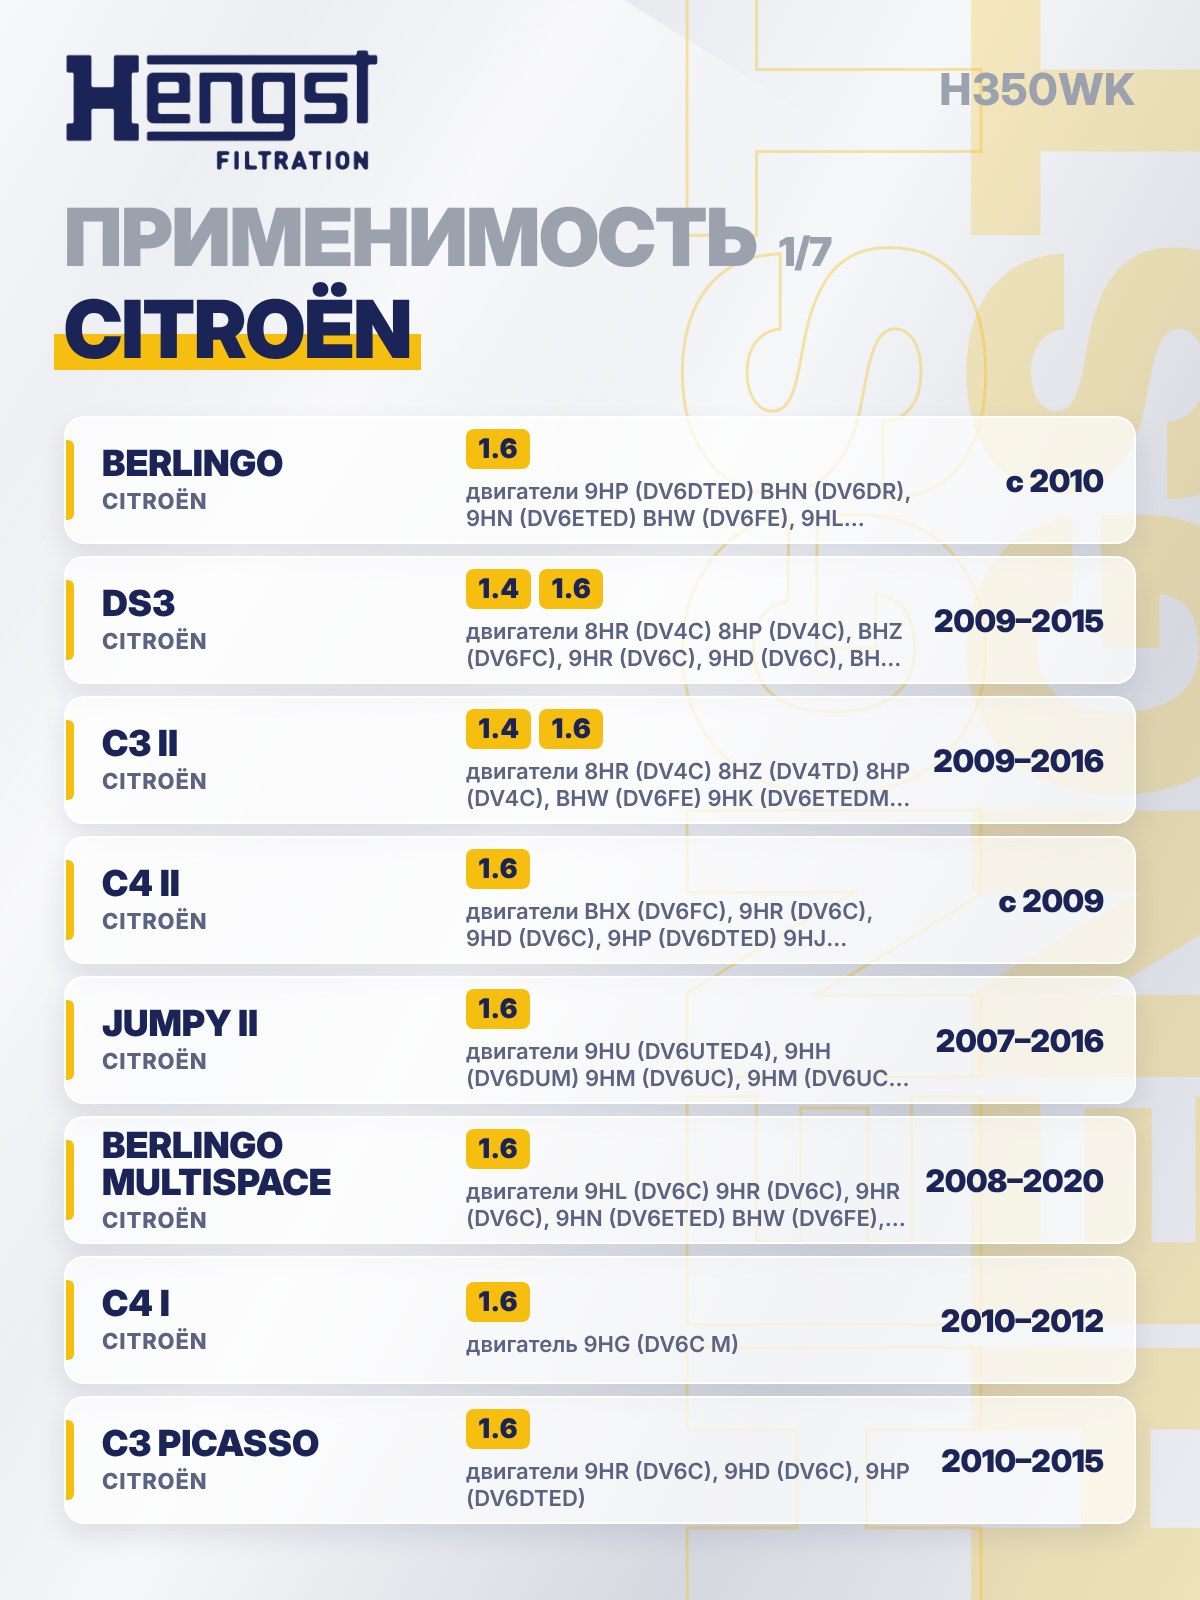 Hengst
FILTRATION
H350WK
ПРИМЕНИМОСТЬ 1/7
CITROËN
BERLINGO
CITROËN
1.6
двигатели 9HP (DV6DTED) BHN (DV6DR),
9HN (DV6ETED) BHW (DV6FE), 9HL...
с 2010
DS3
CITROËN
1.4 1.6
двигатели 8HR (DV4C) 8HP (DV4C), BHZ
(DV6FC), 9HR (DV6C), 9HD (DV6C), BH...
2009–2015
C3 II
CITROËN
1.4 1.6
двигатели 8HR (DV4C) 8HZ (DV4TD) 8HP
(DV4C), BHW (DV6FE) 9HK (DV6ETEDM...
2009–2016
C4 II
CITROËN
1.6
двигатели BHX (DV6FC), 9HR (DV6C),
9HD (DV6C), 9HP (DV6DTED) 9HJ...
с 2009
JUMPY II
CITROËN
1.6
двигатели 9HU (DV6UTED4), 9HH
(DV6DUM) 9HM (DV6UC), 9HM (DV6UC...
2007–2016
BERLINGO
MULTISPACE
CITROËN
1.6
двигатели 9HL (DV6C) 9HR (DV6C), 9HR
(DV6C), 9HN (DV6ETED) BHW (DV6FE),...
2008–2020
C4 I
CITROËN
1.6
двигатель 9HG (DV6C M)
2010–2012
C3 PICASSO
CITROËN
1.6
двигатели 9HR (DV6C), 9HD (DV6C), 9HP
(DV6DTED)
2010–2015
HENGST
HENGST